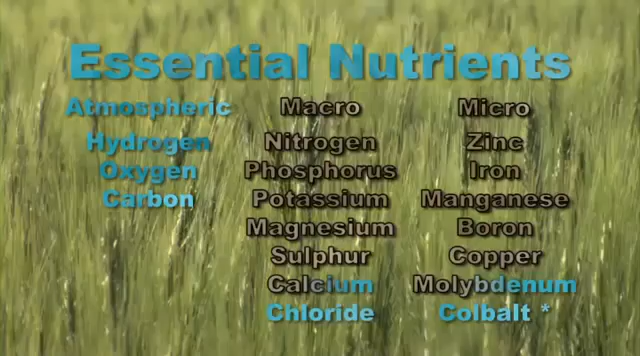 Essential Nutrients
Atmospheric Macro Micro
Hydrogen Nitrogen Zinc
Oxygen Phosphorus Iron
Carbon Potassium Manganese
Magnesium Boron
Sulphur Copper
Calcium Molybdenum
Chloride Colbalt *